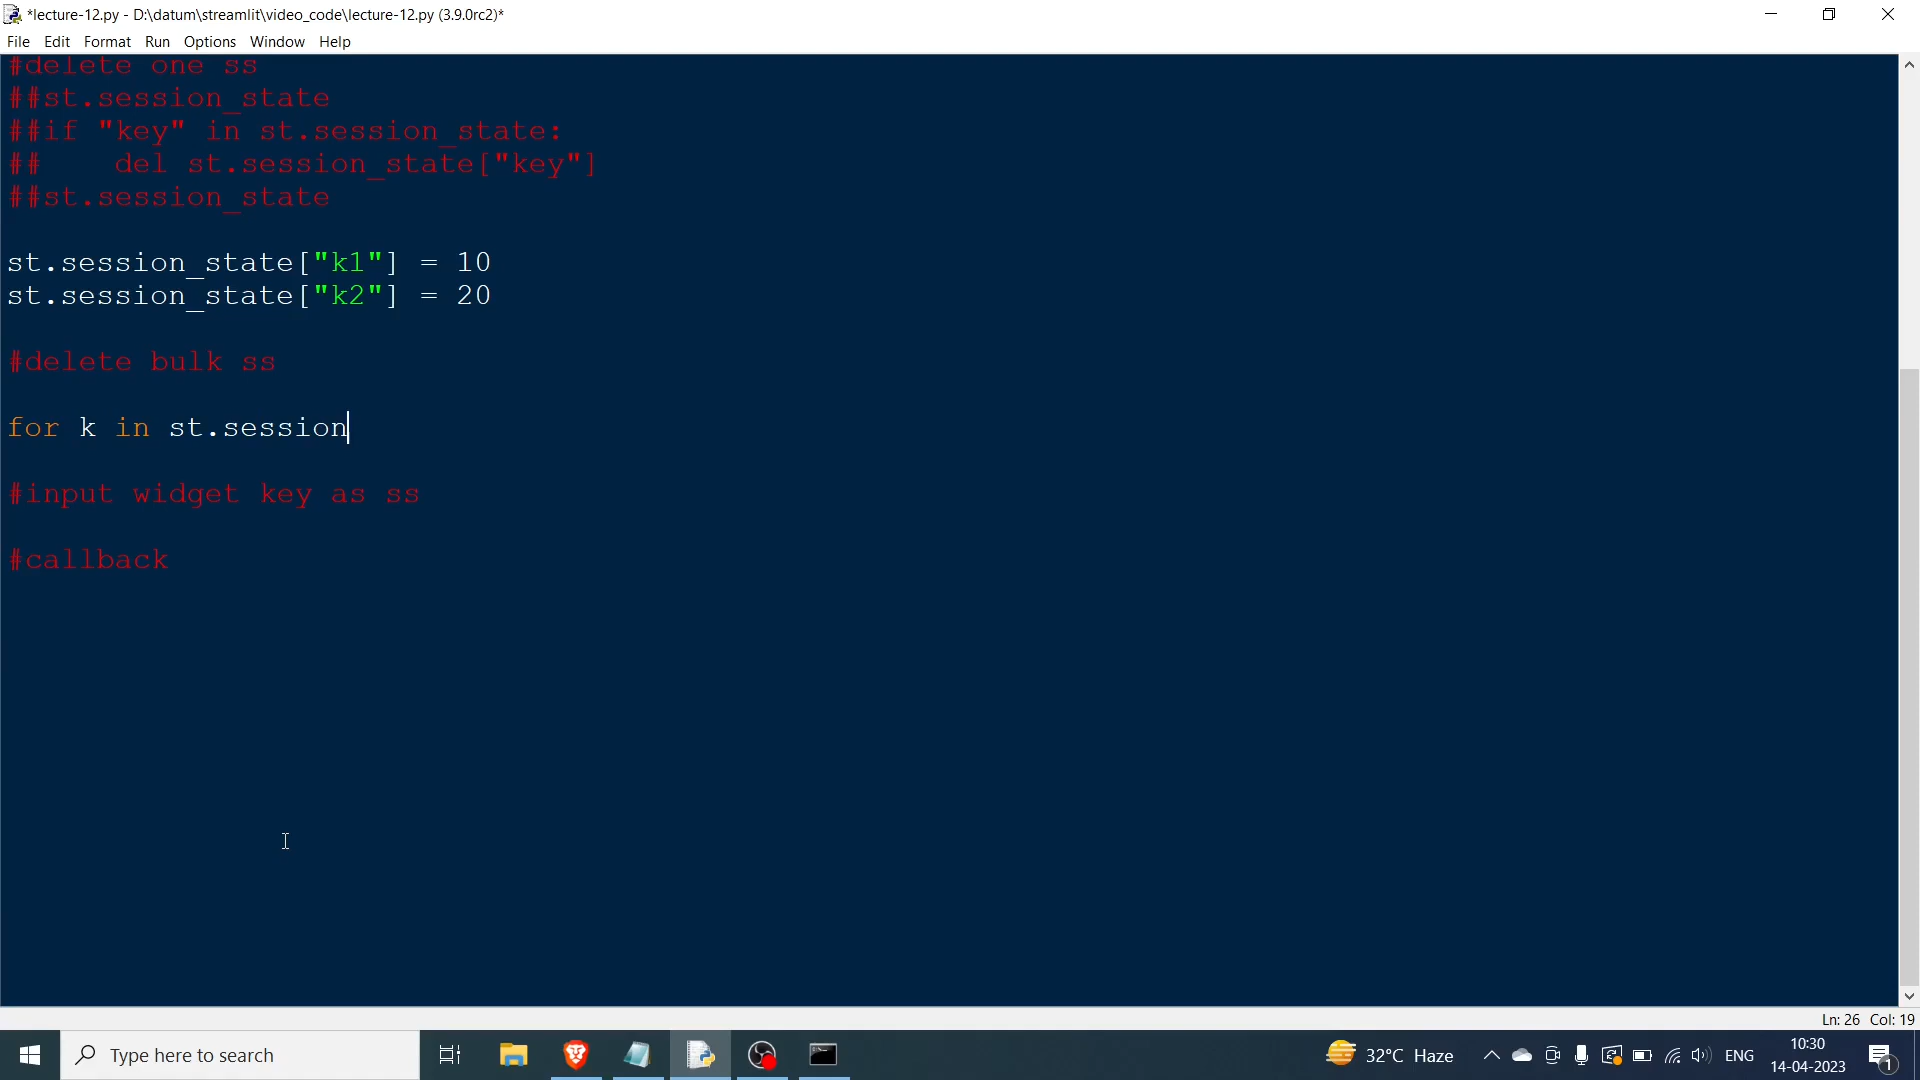 *lecture-12.py - D:\datum\streamlit\video_code\lecture-12.py (3.9.0rc2)*
File Edit Format Run Options Window Help
#delete one ss
##st.session_state
##if "key" in st.session_state:
##    del st.session_state["key"]
##st.session_state
st.session_state["k1"] = 10
st.session_state["k2"] = 20
#delete bulk ss
for k in st.session
#input widget key as ss
#callback
Ln: 26 Col: 19
Type here to search
32°C Haze
ENG
10:30
14-04-2023
1